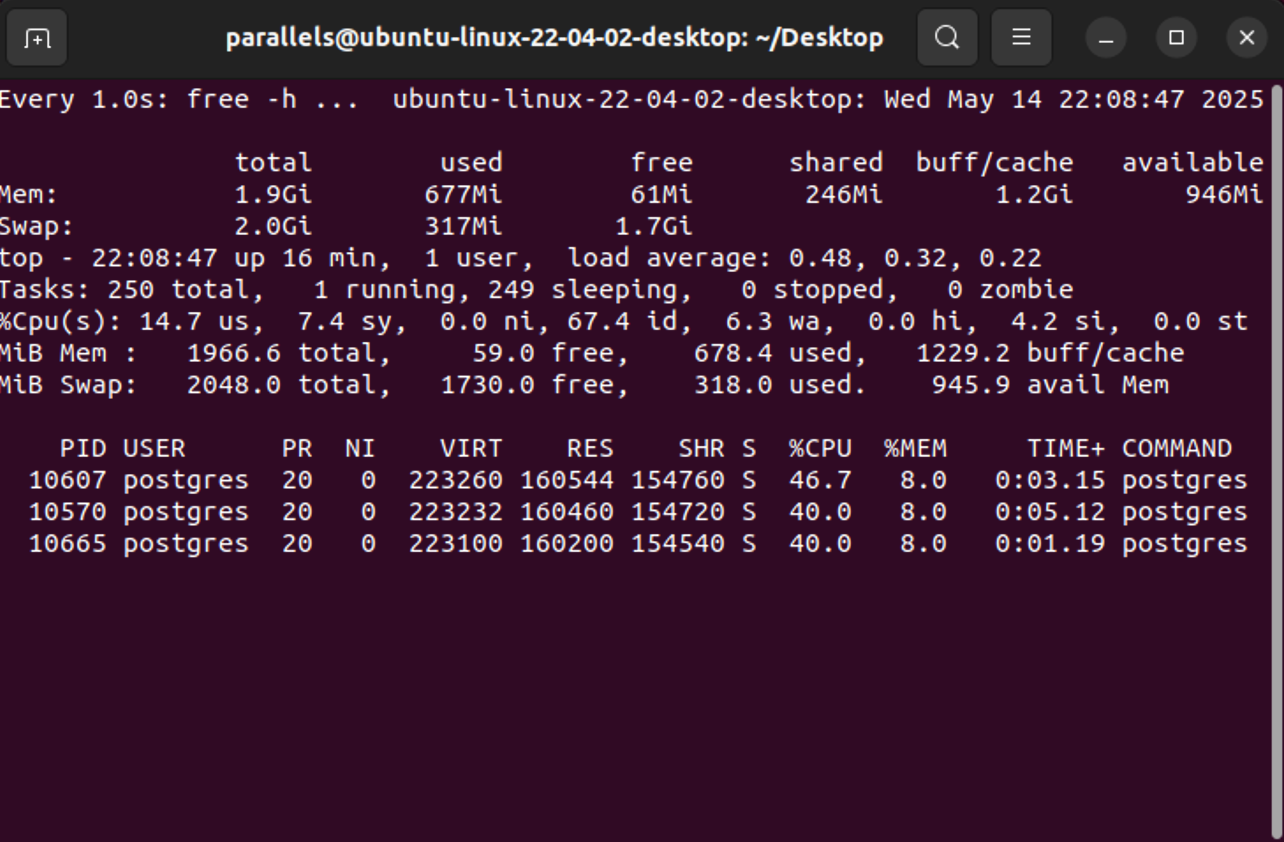 parallels@ubuntu-linux-22-04-02-desktop: ~/Desktop
Every 1.0s: free -h ...  ubuntu-linux-22-04-02-desktop: Wed May 14 22:08:47 2025
               total        used        free      shared  buff/cache   available
Mem:           1.9Gi       677Mi        61Mi       246Mi       1.2Gi       946Mi
Swap:          2.0Gi       317Mi       1.7Gi
top - 22:08:47 up 16 min,  1 user,  load average: 0.48, 0.32, 0.22
Tasks: 250 total,   1 running, 249 sleeping,   0 stopped,   0 zombie
%Cpu(s): 14.7 us,  7.4 sy,  0.0 ni, 67.4 id,  6.3 wa,  0.0 hi,  4.2 si,  0.0 st
MiB Mem :   1966.6 total,     59.0 free,    678.4 used,   1229.2 buff/cache
MiB Swap:   2048.0 total,   1730.0 free,    318.0 used.    945.9 avail Mem
    PID USER      PR  NI    VIRT    RES    SHR S  %CPU  %MEM     TIME+ COMMAND
  10607 postgres  20   0  223260 160544 154760 S  46.7   8.0   0:03.15 postgres
  10570 postgres  20   0  223232 160460 154720 S  40.0   8.0   0:05.12 postgres
  10665 postgres  20   0  223100 160200 154540 S  40.0   8.0   0:01.19 postgres